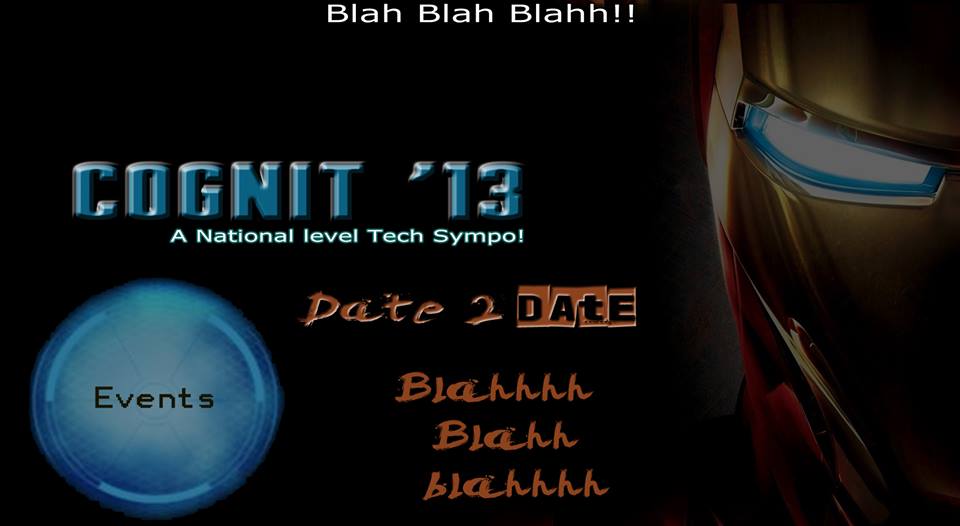 Blah Blah Blahh!!
COGNIT '13
A National level Tech Sympo!
Date 2 DAtE
Events
Blahhhh
Blahh
blahhhh